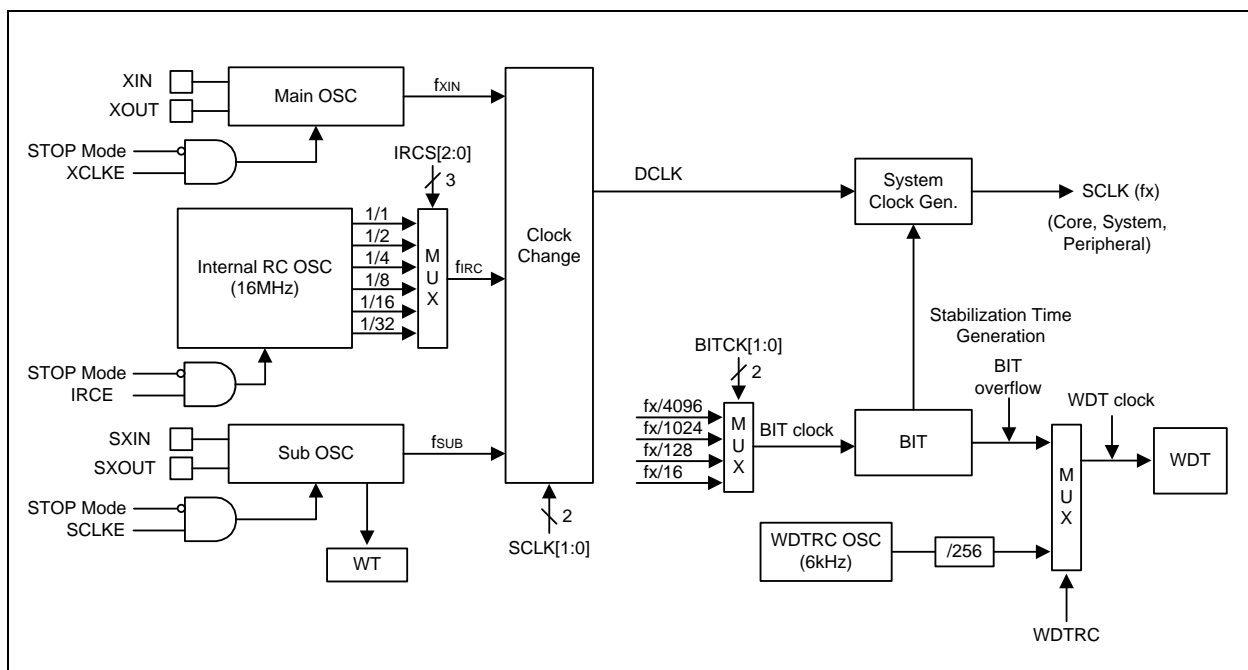 XIN
XOUT
Main OSC
fXIN
STOP Mode
XCLKE
IRCS[2:0]
3
Internal RC OSC
(16MHz)
1/1
1/2
1/4
1/8
1/16
1/32
MUX
fIRC
STOP Mode
IRCE
SXIN
SXOUT
Sub OSC
fSUB
STOP Mode
SCLKE
WT
Clock
Change
2
SCLK[1:0]
DCLK
System
Clock Gen.
SCLK (fx)
(Core, System,
Peripheral)
Stabilization Time
Generation
BITCK[1:0]
2
fx/4096
fx/1024
fx/128
fx/16
MUX
BIT clock
BIT
BIT
overflow
WDT clock
MUX
WDT
WDTRC OSC
(6kHz)
/256
WDTRC